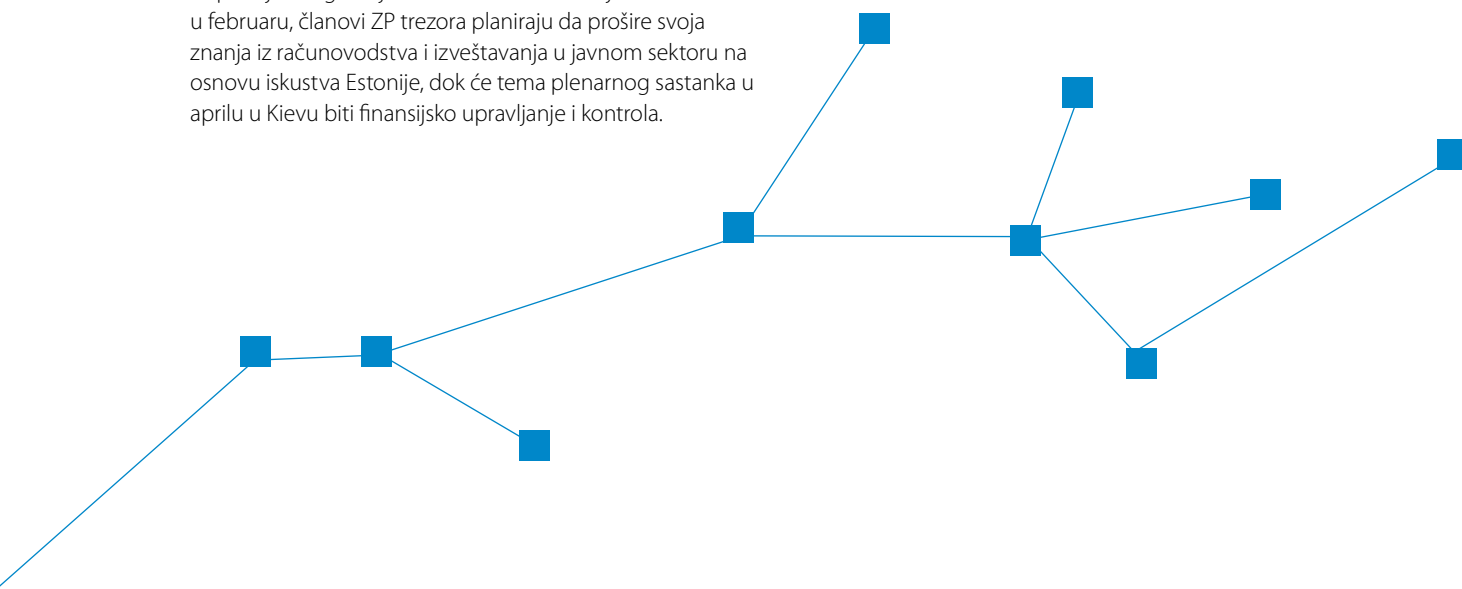 u februaru, članovi ZP trezora planiraju da prošire svoja
znanja iz računovodstva i izveštavanja u javnom sektoru na
osnovu iskustva Estonije, dok će tema plenarnog sastanka u
aprilu u Kievu biti finansijsko upravljanje i kontrola.